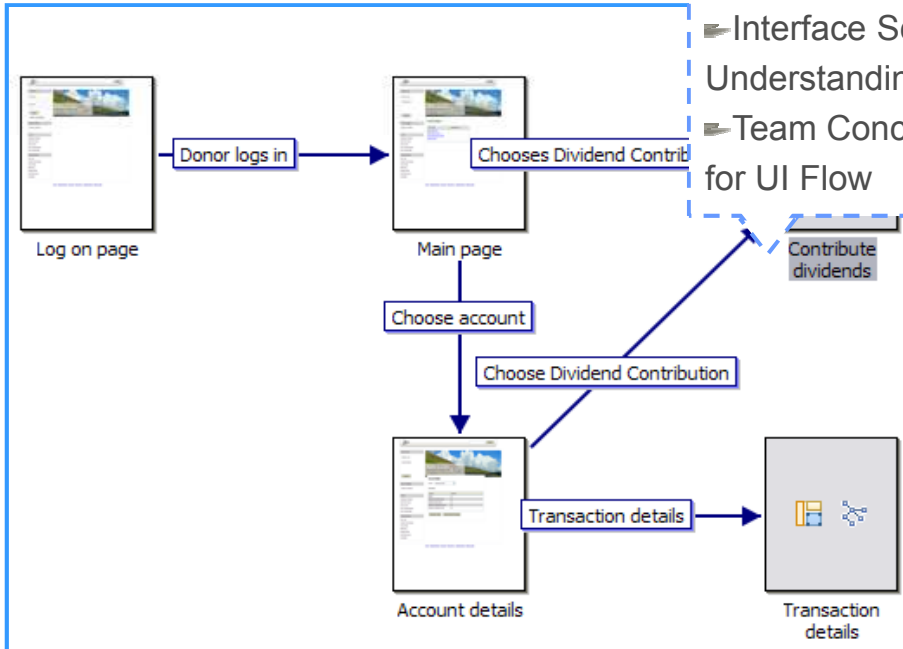 Interface
Understandin
Team Conc
for UI Flow
Donor logs in
Chooses Dividend Contrib
Log on page
Main page
Contribute
dividends
Choose account
Choose Dividend Contribution
Transaction details
Account details
Transaction
details